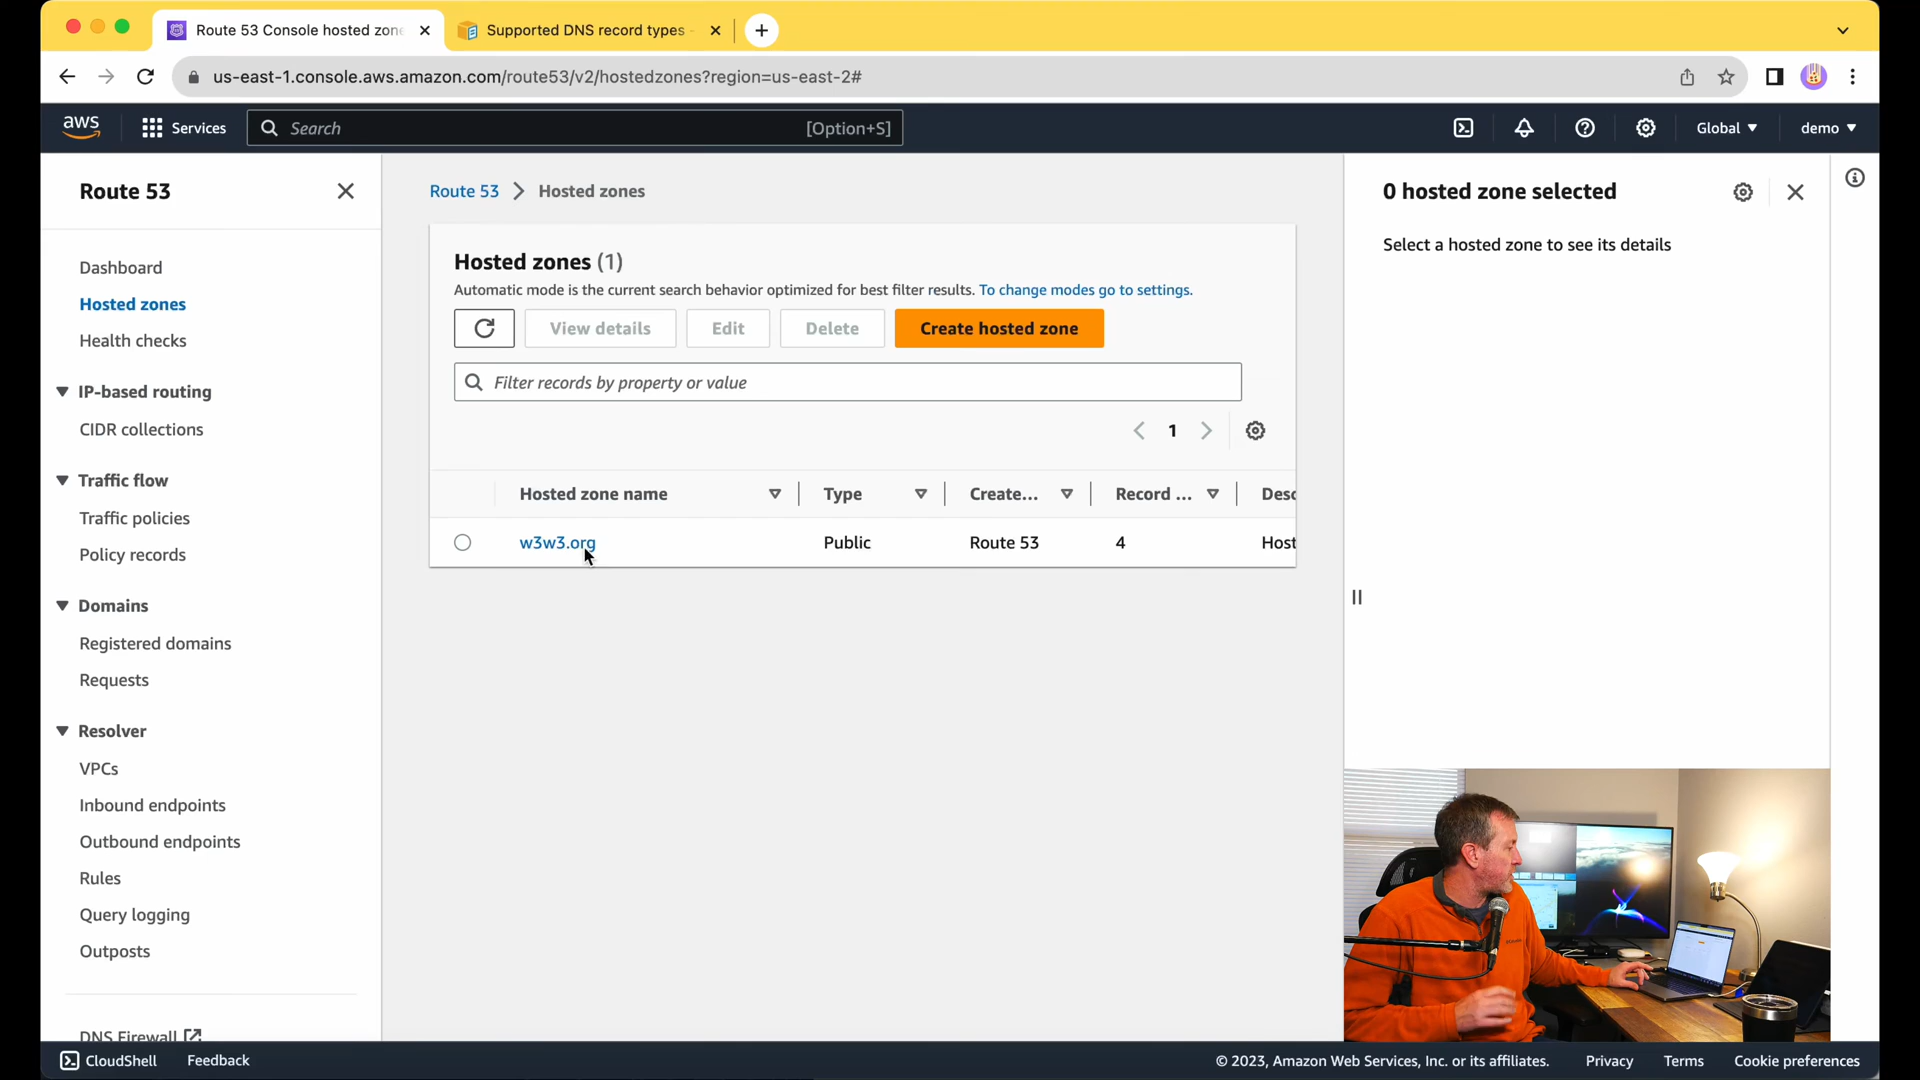 Route 53 Console hosted zon
Supported DNS record types -
us-east-1.console.aws.amazon.com/route53/v2/hostedzones?region=us-east-2#
aws
Services
Search
[Option+S]
Global
demo
Route 53
Dashboard
Hosted zones
Health checks
IP-based routing
CIDR collections
Traffic flow
Traffic policies
Policy records
Domains
Registered domains
Requests
Resolver
VPCs
Inbound endpoints
Outbound endpoints
Rules
Query logging
Outposts
DNS Firewall
Route 53 > Hosted zones
Hosted zones (1)
Automatic mode is the current search behavior optimized for best filter results. To change modes go to settings.
View details
Edit
Delete
Create hosted zone
Filter records by property or value
1
Hosted zone name
Type
Create...
Record ...
Desc
w3w3.org
Public
Route 53
4
Host
0 hosted zone selected
Select a hosted zone to see its details
CloudShell
Feedback
© 2023, Amazon Web Services, Inc. or its affiliates.
Privacy
Terms
Cookie preferences